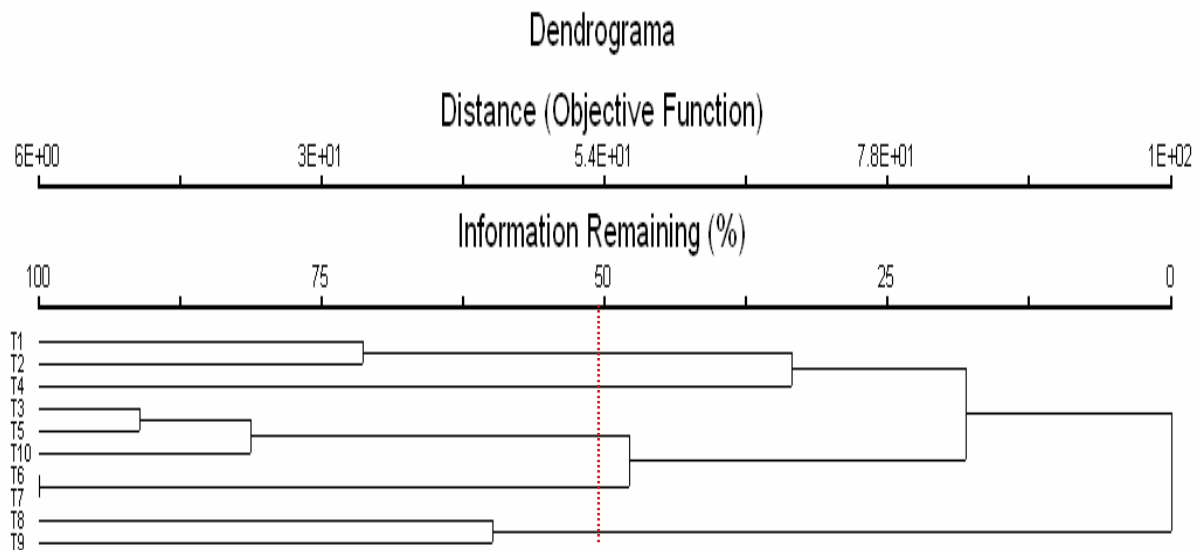 Dendrograma
Distance (Objective Function)
6E+00 3E+01 5.4E+01 7.8E+01 1E+02
Information Remaining (%)
100 75 50 25 0
T1
T2
T4
T3
T5
T10
T6
T7
T8
T9